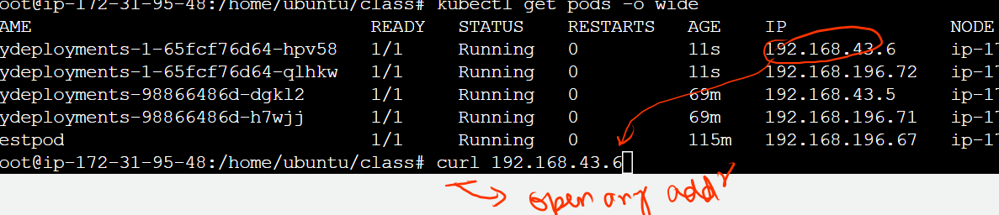 oot@ip-172-31-95-48:/home/ubuntu/class# kubectl get pods -o wide
AME READY STATUS RESTARTS AGE IP NODE
ydeployments-1-65fcf76d64-hpv58 1/1 Running 0 11s 192.168.43.6 ip-17
ydeployments-1-65fcf76d64-qlhkw 1/1 Running 0 11s 192.168.196.72 ip-17
ydeployments-98866486d-dgkl2 1/1 Running 0 69m 192.168.43.5 ip-17
ydeployments-98866486d-h7wjj 1/1 Running 0 69m 192.168.196.71 ip-17
estpod 1/1 Running 0 115m 192.168.196.67 ip-17
oot@ip-172-31-95-48:/home/ubuntu/class# curl 192.168.43.6
open any addr